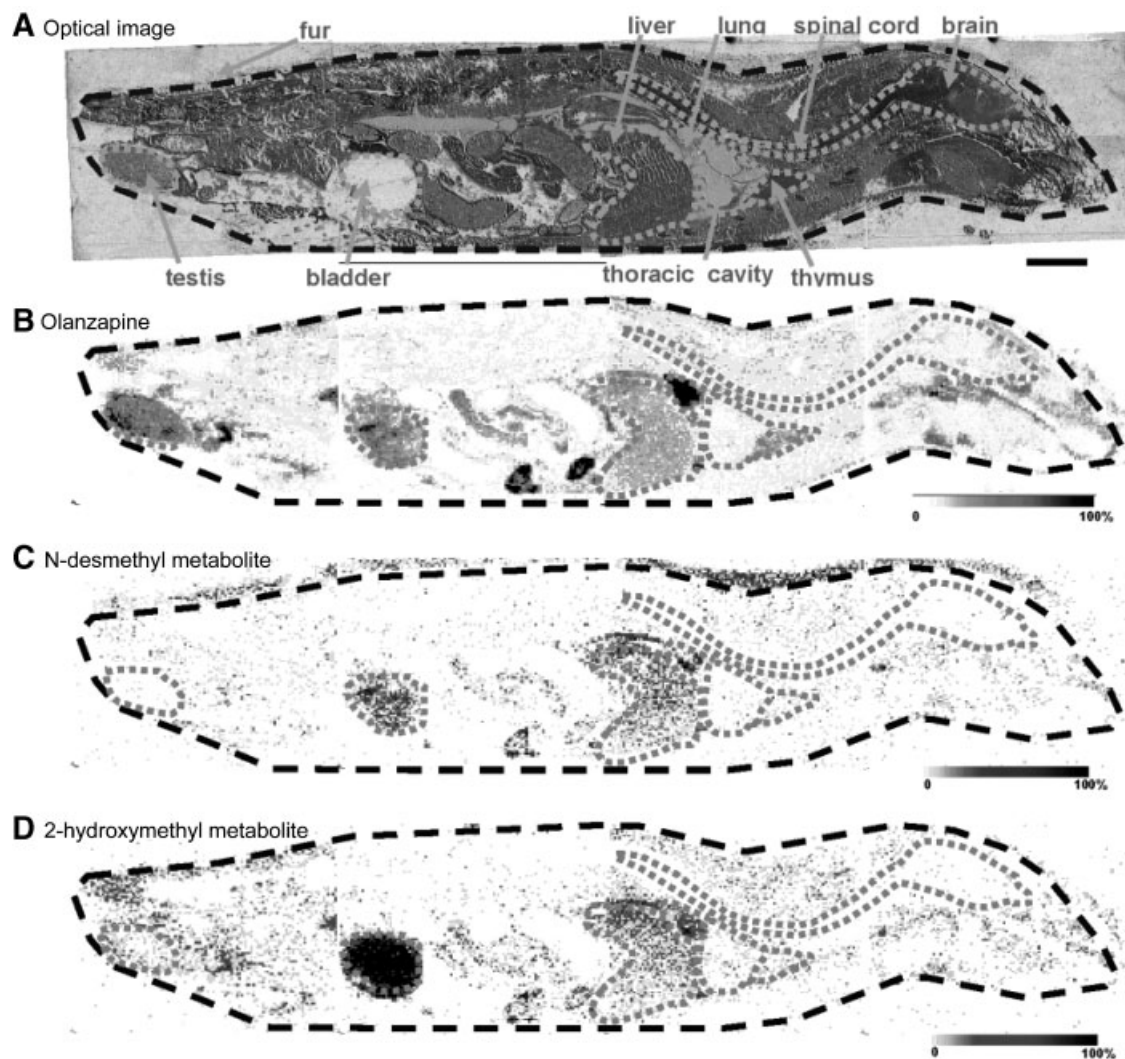 A Optical image
fur
liver
lung
spinal cord
brain
testis
bladder
thoracic cavity
thymus
B Olanzapine
0 100%
C N-desmethyl metabolite
0 100%
D 2-hydroxymethyl metabolite
0 100%